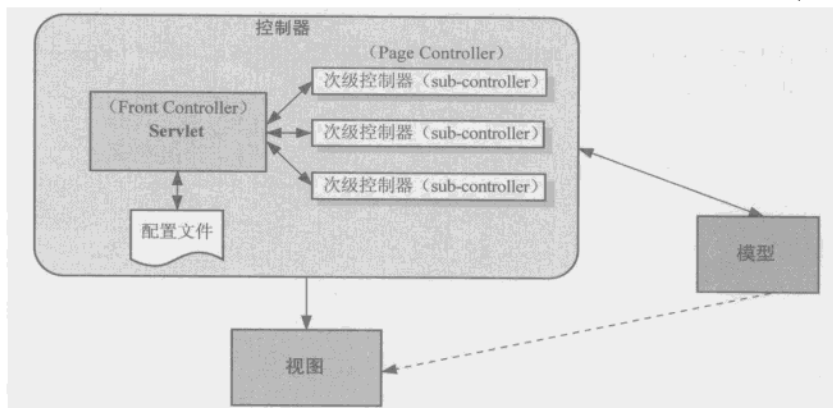 控制器
（Page Controller）
次级控制器（sub-controller）
（Front Controller）
Servlet
次级控制器（sub-controller）
次级控制器（sub-controller）
配置文件
模型
视图